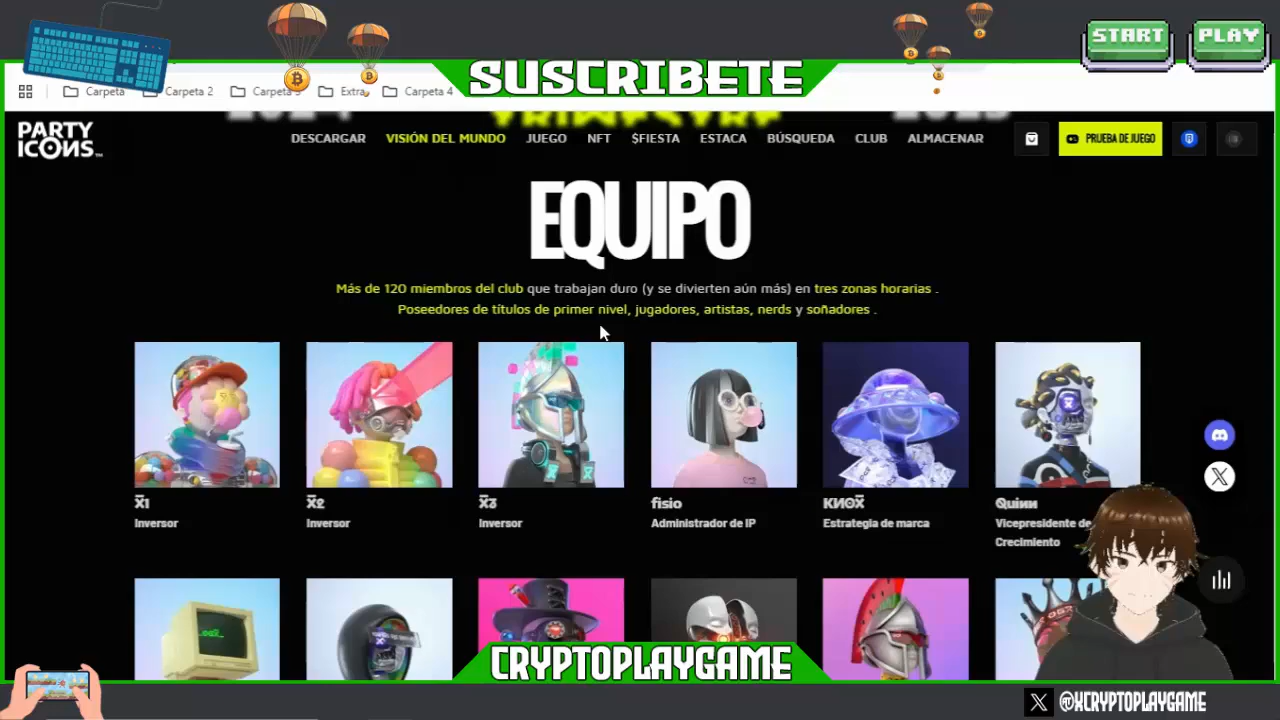 START
PLAY
SUSCRIBETE
Carpeta
Carpeta 2
Extra
Carpeta 4
PARTY
ICONS
DESCARGAR
VISIÓN DEL MUNDO
JUEGO
NFT
$FIESTA
ESTACA
BÚSQUEDA
CLUB
ALMACENAR
PRUEBA DE JUEGO
EQUIPO
Más de 120 miembros del club que trabajan duro (y se divierten aún más) en tres zonas horarias .
Poseedores de títulos de primer nivel, jugadores, artistas, nerds y soñadores .
X1
Inversor
X2
Inversor
X3
Inversor
fisio
Administrador de IP
KNOX
Estrategia de marca
Quinn
Vicepresidente de
Crecimiento
CRYPTOPLAYGAME
@XCRYPTOPLAYGAME